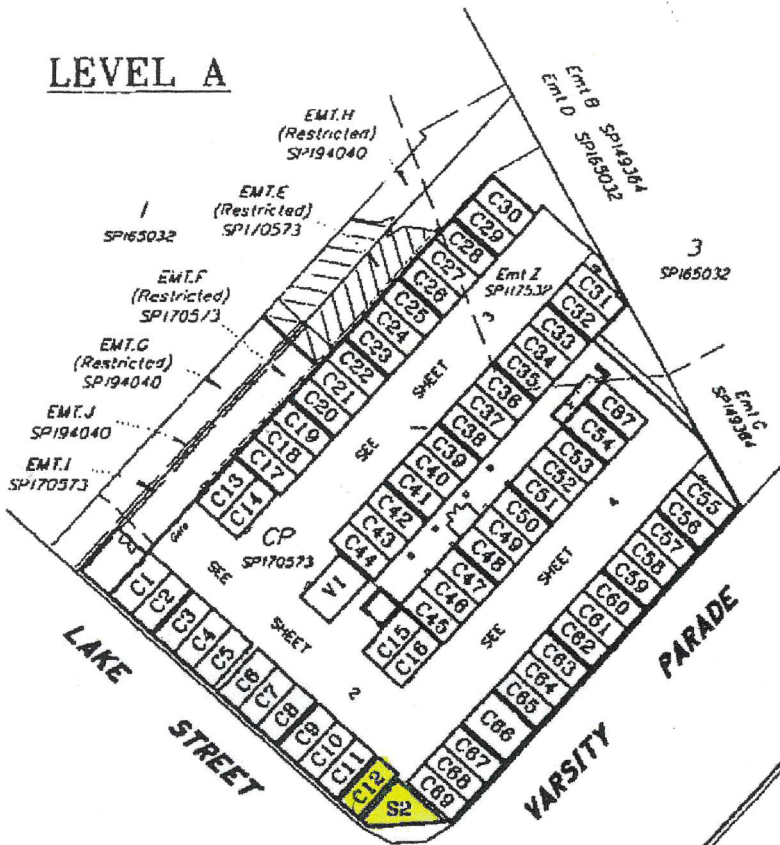 LEVEL A
EMT.H
(Restricted)
SP194040
Emt B SP149364
Emt D SP165032
EMT.E
(Restricted)
SP170573
1
SP165032
3
SP165032
EMT.F
(Restricted)
SP170573
EMT.G
(Restricted)
SP194040
EMT.J
SP194040
EMT.I
SP170573
Emt Z
SP117532
Emt C
SP149364
C30
C29
C28
C27
C26
C25
C24
C23
C22
C21
C20
C19
C18
C17
C13
C14
SEE SHEET 3
C31
C32
C33
C34
C35
C36
C37
C38
C39
C40
C41
C42
C43
C44
V1
C87
C54
C53
C52
C51
C50
C49
C48
C47
C46
C45
C15
C16
Gate
CP
SP170573
SEE SHEET 2
SEE SHEET 4
C55
C56
C57
C58
C59
C60
C61
C62
C63
C64
C65
C66
C67
C68
C69
C1
C2
C3
C4
C5
C6
C7
C8
C9
C10
C11
C12
S2
LAKE STREET
VARSITY PARADE